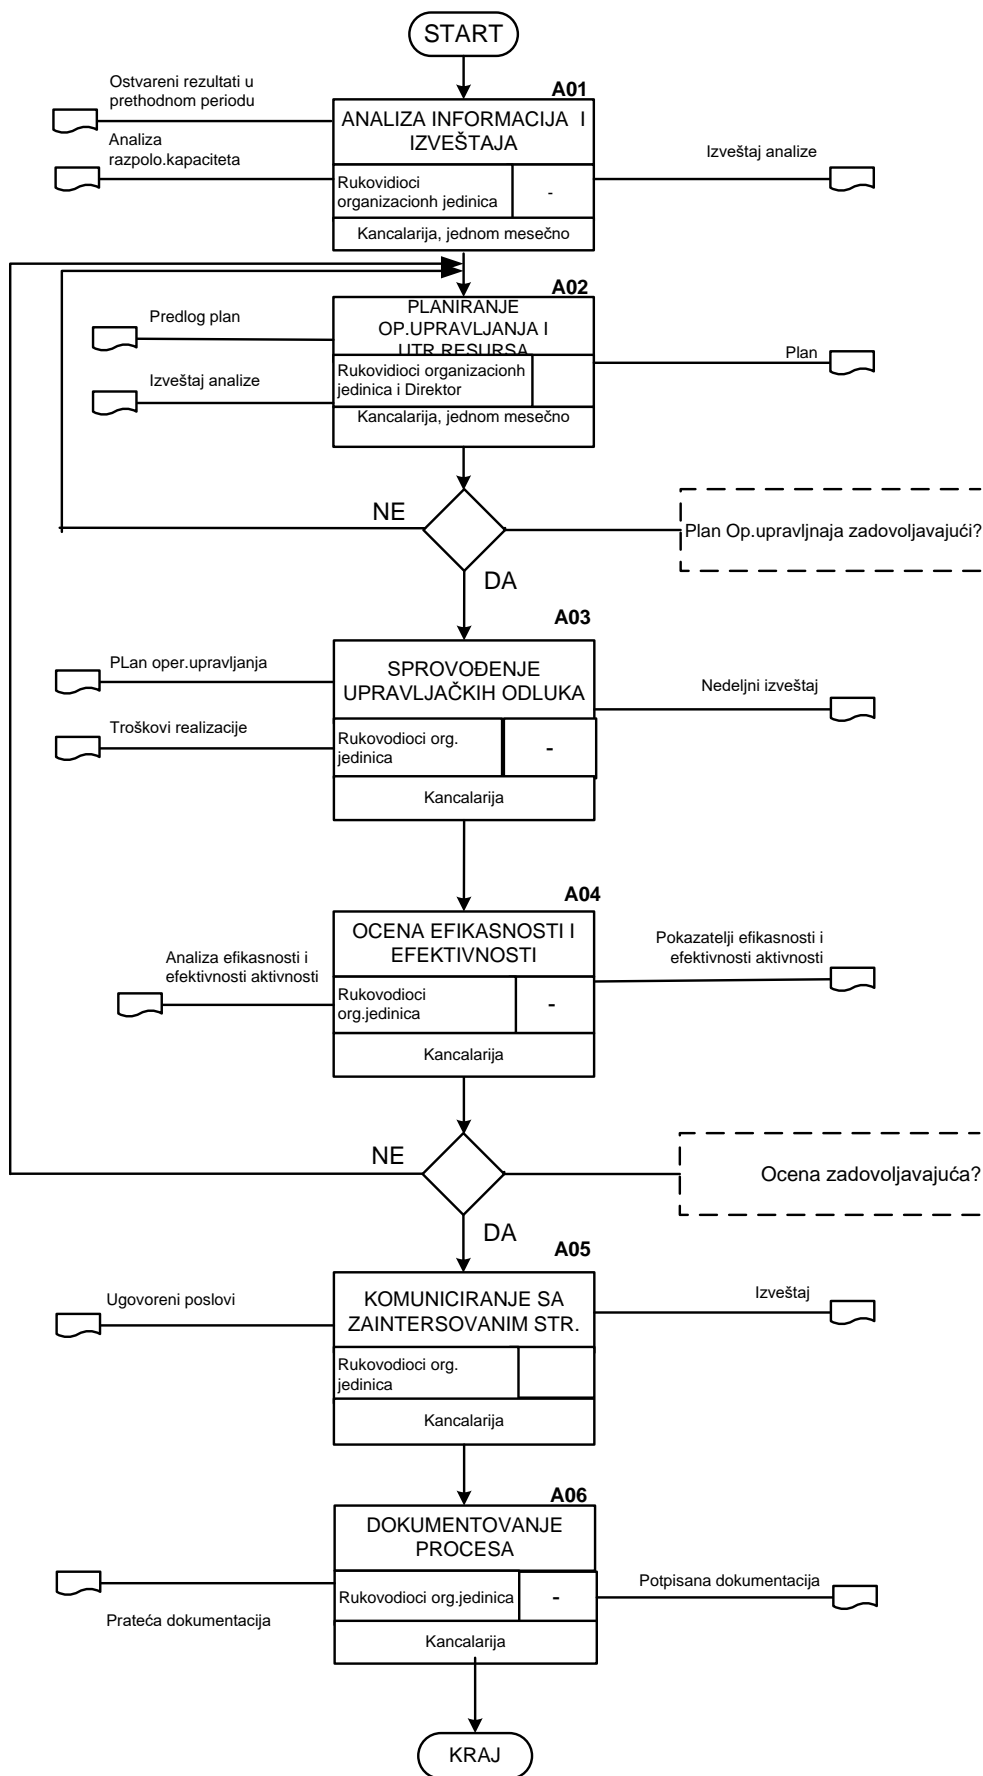 START
A01
Ostvareni rezultati u
prethodnom periodu
ANALIZA INFORMACIJA I
IZVEŠTAJA
Analiza
razpolo.kapaciteta
Izveštaj analize
Rukovidioci
organizacionh jedinica
-
Kancalarija, jednom mesečno
A02
Predlog plan
PLANIRANJE
OP.UPRAVLJANJA I
UTR.RESURSA
Plan
Izveštaj analize
Rukovidioci organizacionh
jedinica i Direktor
Kancalarija, jednom mesečno
NE
Plan Op.upravljnaja zadovoljavajući?
DA
A03
PLan oper.upravljanja
SPROVOĐENJE
UPRAVLJAČKIH ODLUKA
Nedeljni izveštaj
Troškovi realizacije
Rukovodioci org.
jedinica
-
Kancalarija
A04
OCENA EFIKASNOSTI I
EFEKTIVNOSTI
Pokazatelji efikasnosti i
efektivnosti aktivnosti
Analiza efikasnosti i
efektivnosti aktivnosti
Rukovodioci
org.jedinica
-
Kancalarija
NE
Ocena zadovoljavajuća?
DA
A05
Ugovoreni poslovi
KOMUNICIRANJE SA
ZAINTERSOVANIM STR.
Izveštaj
Rukovodioci org.
jedinica
Kancalarija
A06
DOKUMENTOVANJE
PROCESA
Prateća dokumentacija
Rukovodioci org.jedinica
-
Potpisana dokumentacija
Kancalarija
KRAJ